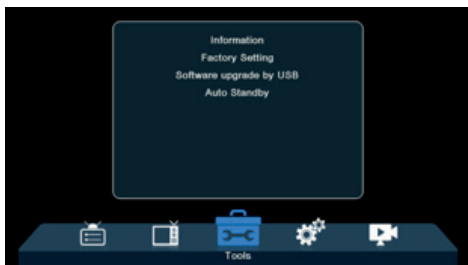 Information
Factory Setting
Software upgrade by USB
Auto Standby
Tools